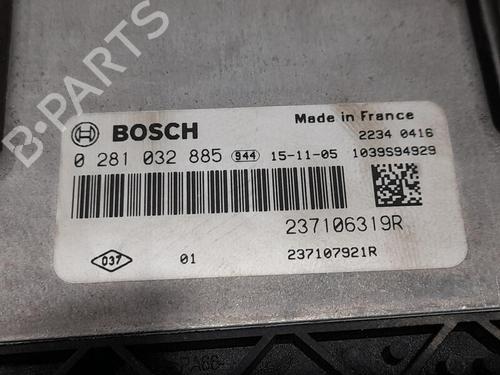 BOSCH
Made in France
2234 0416
0 281 032 885 944 15-11-05 1039S94929
237106319R
037 01 237107921R
B-PARTS